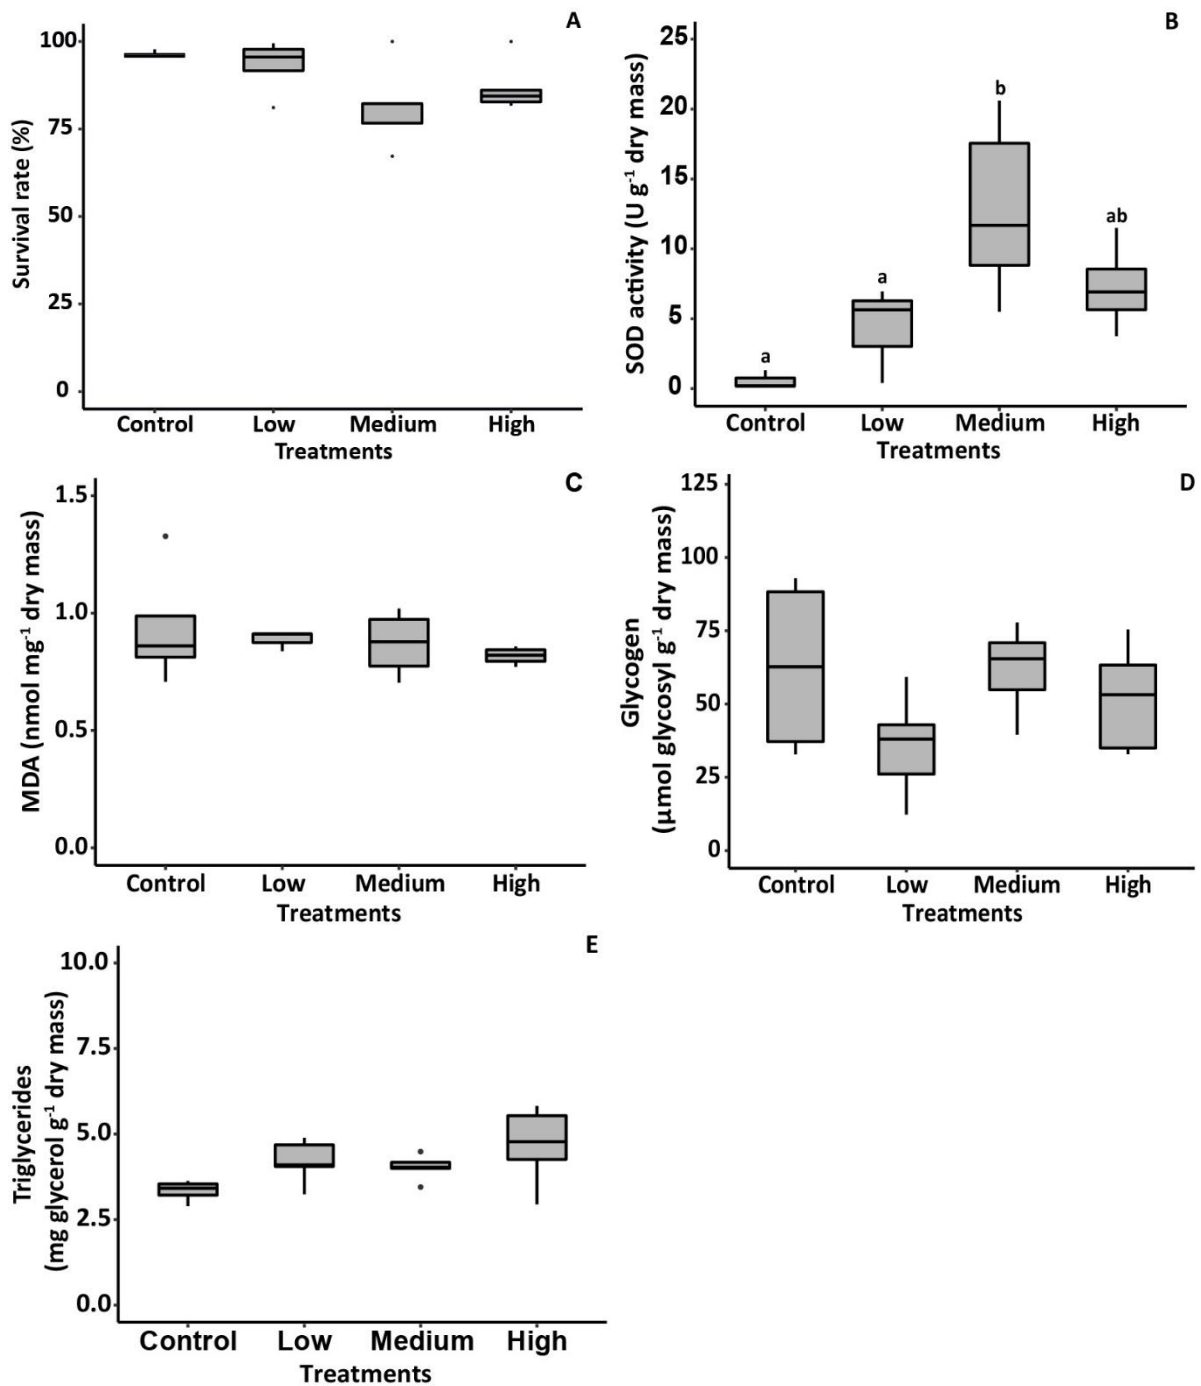 A
Survival rate (%)
100
75
50
25
0
Control Low Medium High
Treatments
B
SOD activity (U g⁻¹ dry mass)
25
20
15
10
5
0
a
a
b
ab
Control Low Medium High
Treatments
C
MDA (nmol mg⁻¹ dry mass)
1.5
1.0
0.5
0.0
Control Low Medium High
Treatments
D
Glycogen
(µmol glycosyl g⁻¹ dry mass)
125
100
75
50
25
0
Control Low Medium High
Treatments
E
Triglycerides
(mg glycerol g⁻¹ dry mass)
10.0
7.5
5.0
2.5
0.0
Control Low Medium High
Treatments